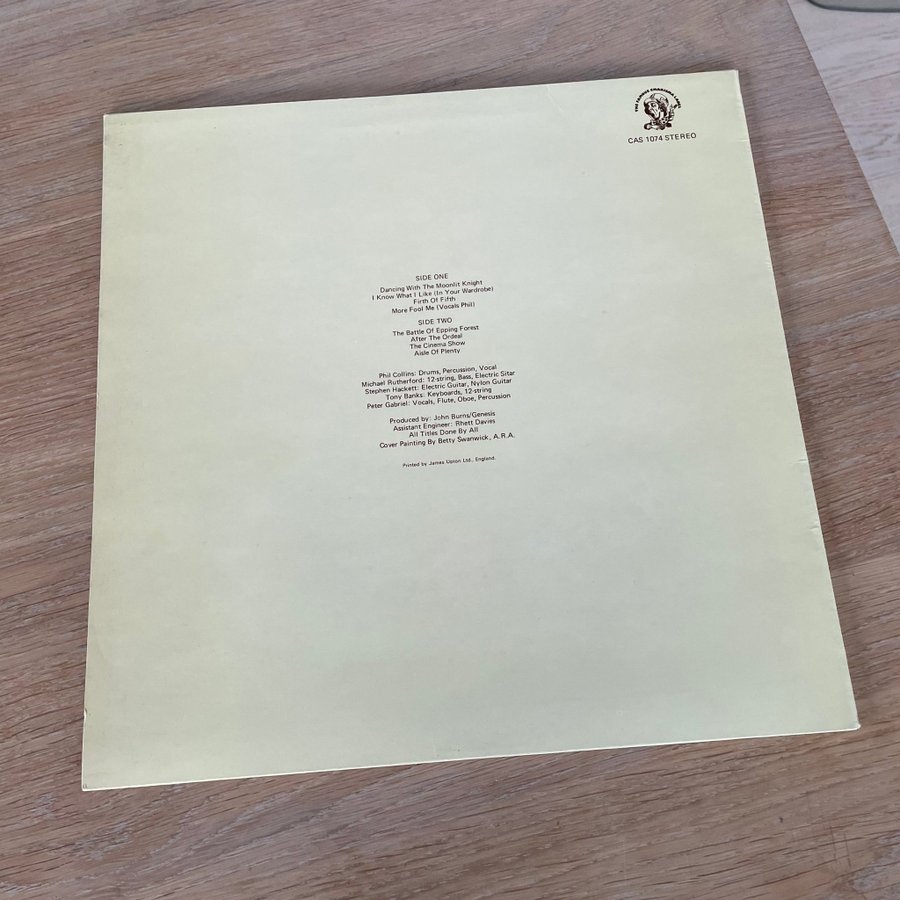 THE FAMOUS CHARISMA LABEL
CAS 1074 STEREO
SIDE ONE
Dancing With The Moonlit Knight
I Know What I Like (In Your Wardrobe)
Firth Of Fifth
More Fool Me (Vocals Phil)
SIDE TWO
The Battle Of Epping Forest
After The Ordeal
The Cinema Show
Aisle Of Plenty
Phil Collins: Drums, Percussion, Vocal
Michael Rutherford: 12-string, Bass, Electric Sitar
Stephen Hackett: Electric Guitar, Nylon Guitar
Tony Banks: Keyboards, 12-string
Peter Gabriel: Vocals, Flute, Oboe, Percussion
Produced by: John Burns/Genesis
Assistant Engineer: Rhett Davies
All Titles Done By All
Cover Painting By Betty Swanwick, A.R.A.
Printed by James Upton Ltd., England.